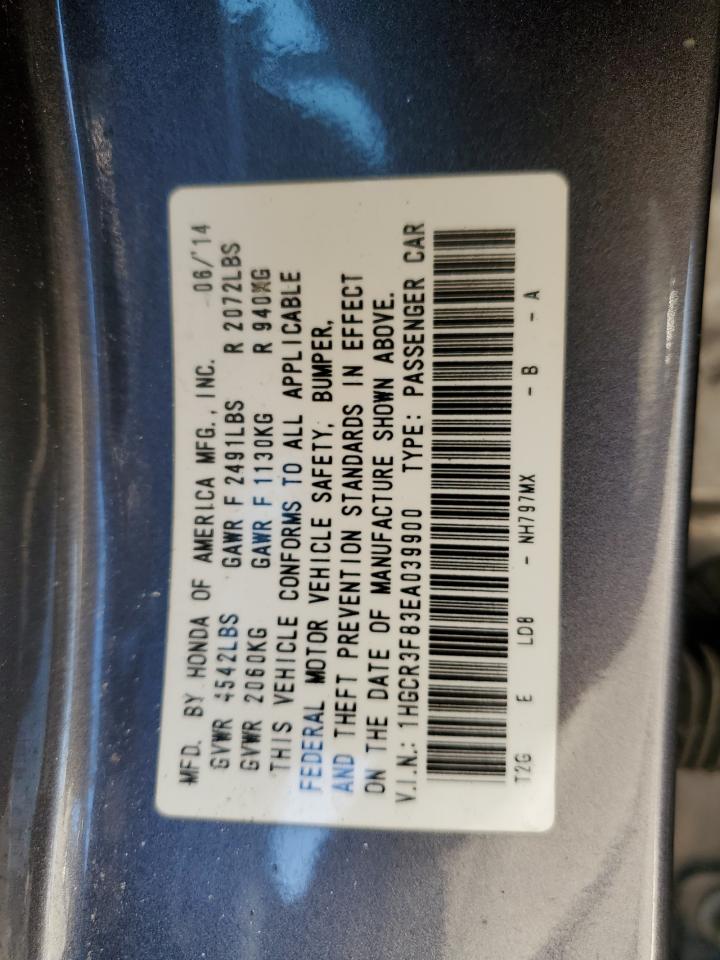 MFD. BY HONDA OF AMERICA MFG., INC. 06/'14
GVWR 4542LBS GAWR F 2491LBS R 2072LBS
GVWR 2060KG GAWR F 1130KG R 940KG
THIS VEHICLE CONFORMS TO ALL APPLICABLE
FEDERAL MOTOR VEHICLE SAFETY, BUMPER,
AND THEFT PREVENTION STANDARDS IN EFFECT
ON THE DATE OF MANUFACTURE SHOWN ABOVE.
V.I.N.: 1HGCR3F83EA039900 TYPE: PASSENGER CAR
T2G E LD8 - NH797MX - B - A